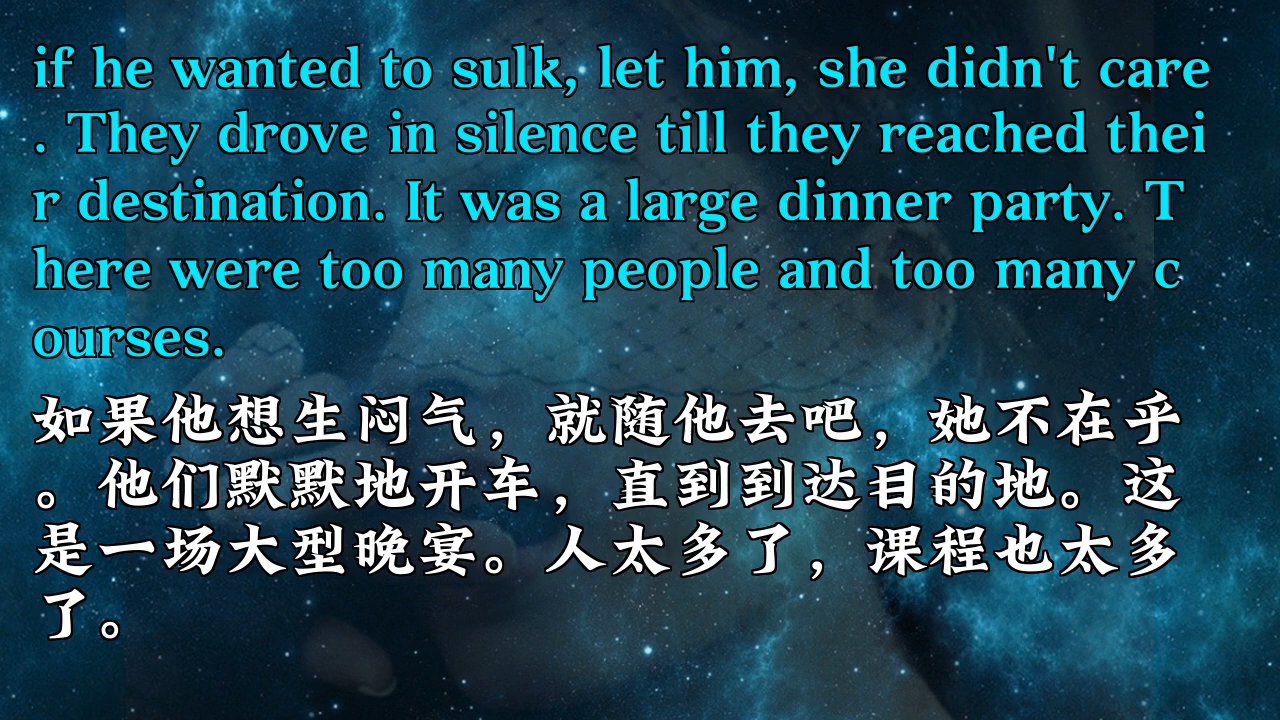 if he wanted to sulk, let him, she didn't care
. They drove in silence till they reached thei
r destination. It was a large dinner party. T
here were too many people and too many c
ourses.
如果他想生闷气，就随他去吧，她不在乎
。他们默默地开车，直到到达目的地。这
是一场大型晚宴。人太多了，课程也太多
了。